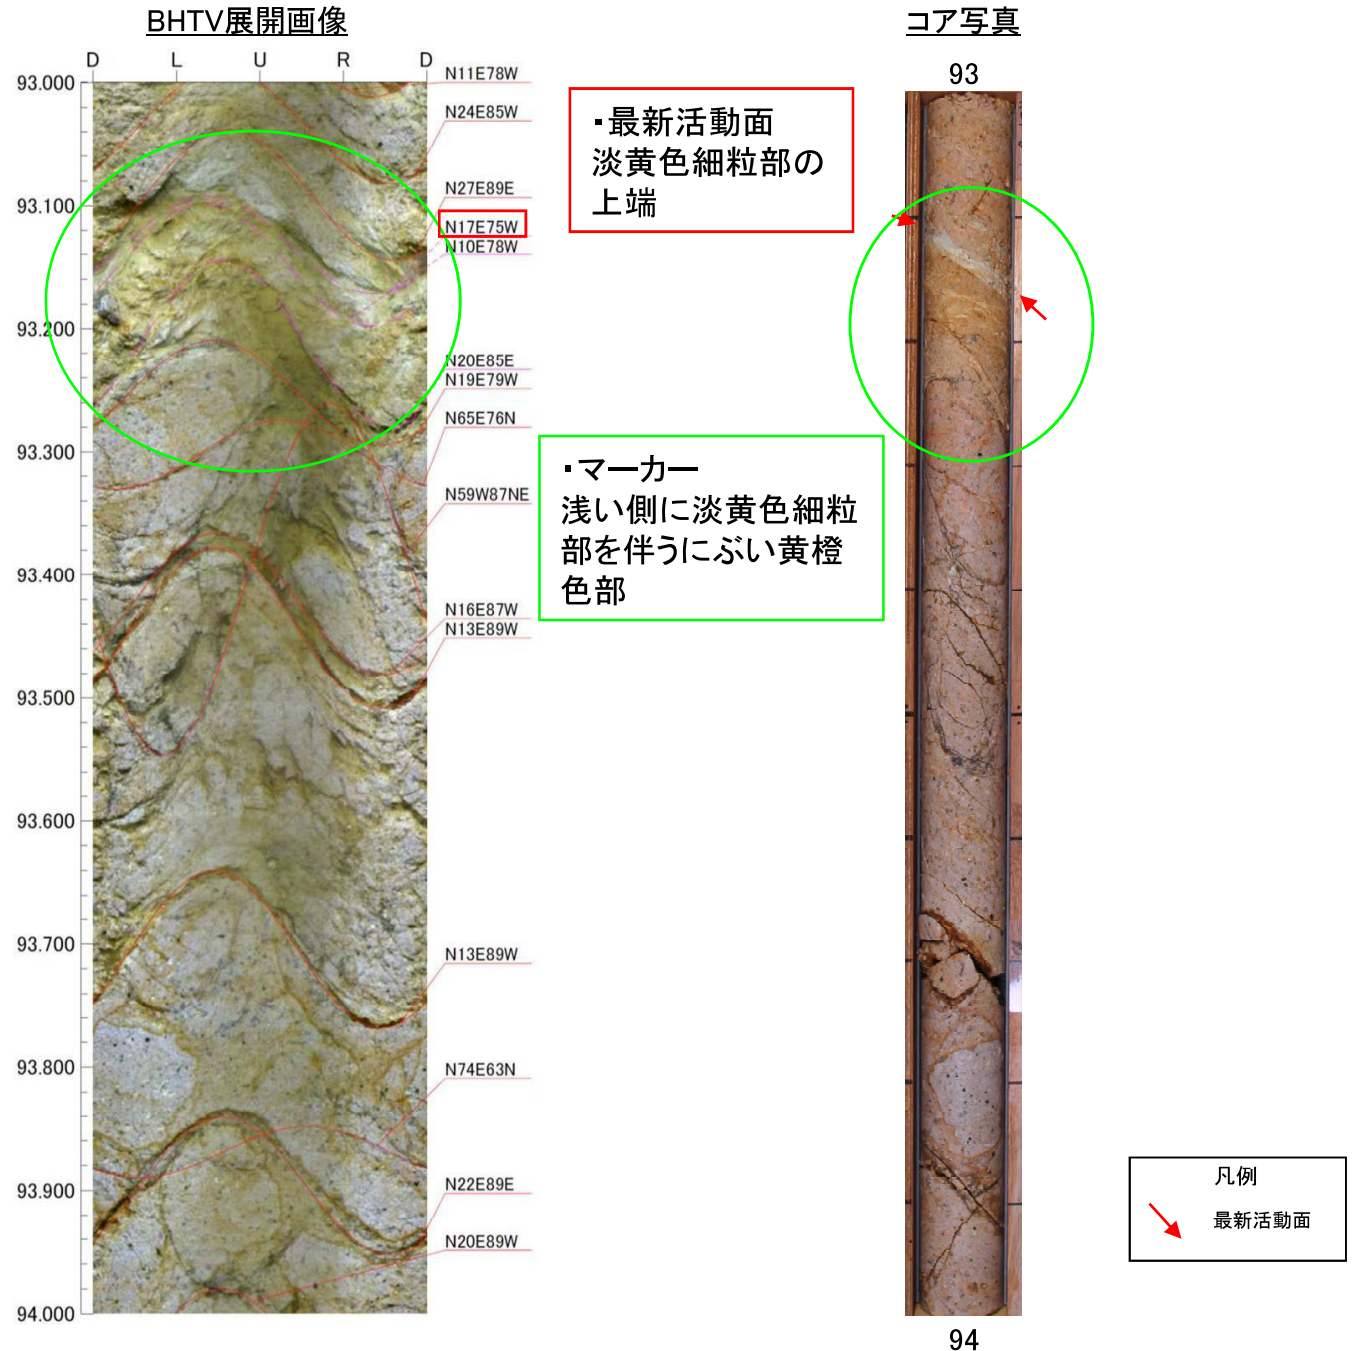 BHTV展開画像
コア写真
D L U R D
93
93.000
93.100
93.200
93.300
93.400
93.500
93.600
93.700
93.800
93.900
94.000
N11E78W
N24E85W
N27E89E
N17E75W
N10E78W
N20E85E
N19E79W
N65E76N
N59W87NE
N16E87W
N13E89W
N13E89W
N74E63N
N22E89E
N20E89W
・最新活動面
淡黄色細粒部の
上端
・マーカー
浅い側に淡黄色細粒
部を伴うにぶい黄橙
色部
凡例
最新活動面
94